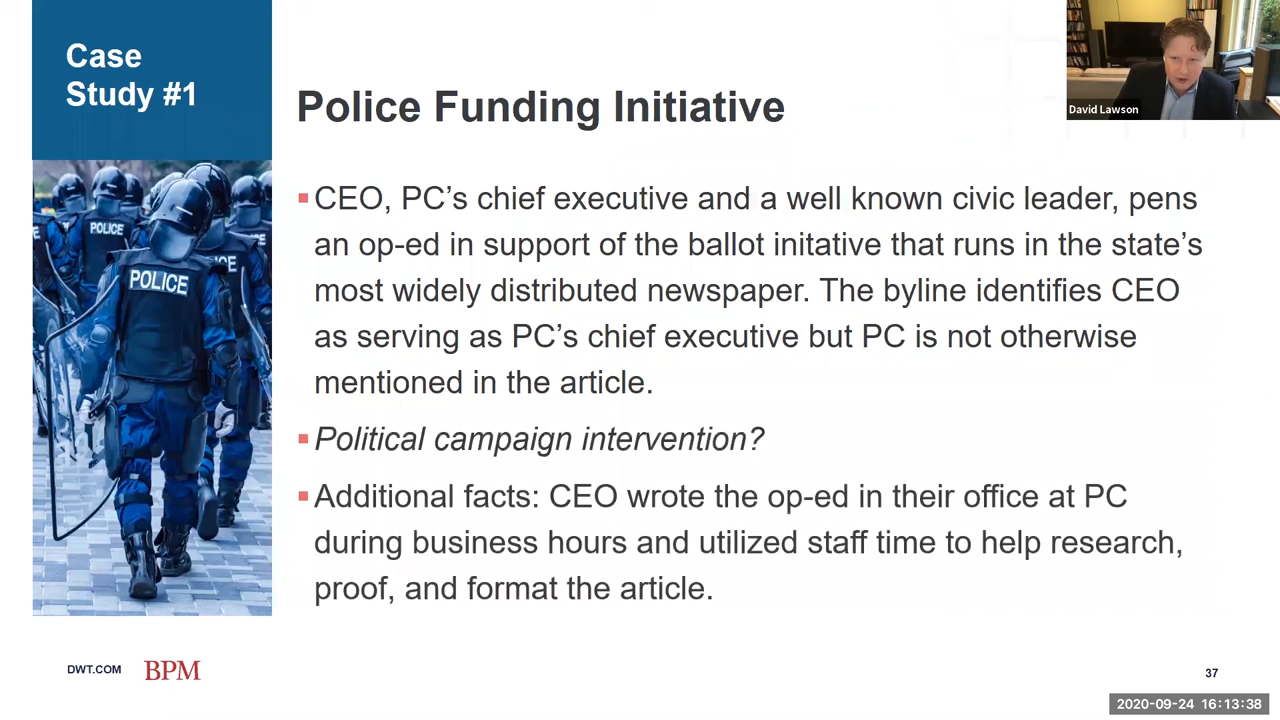 Case
Study #1
Police Funding Initiative
David Lawson
CEO, PC’s chief executive and a well known civic leader, pens
an op-ed in support of the ballot initative that runs in the state’s
most widely distributed newspaper. The byline identifies CEO
as serving as PC’s chief executive but PC is not otherwise
mentioned in the article.
Political campaign intervention?
Additional facts: CEO wrote the op-ed in their office at PC
during business hours and utilized staff time to help research,
proof, and format the article.
POLICE
POLICE
DWT.COM
BPM
37
2020-09-24 16:13:38